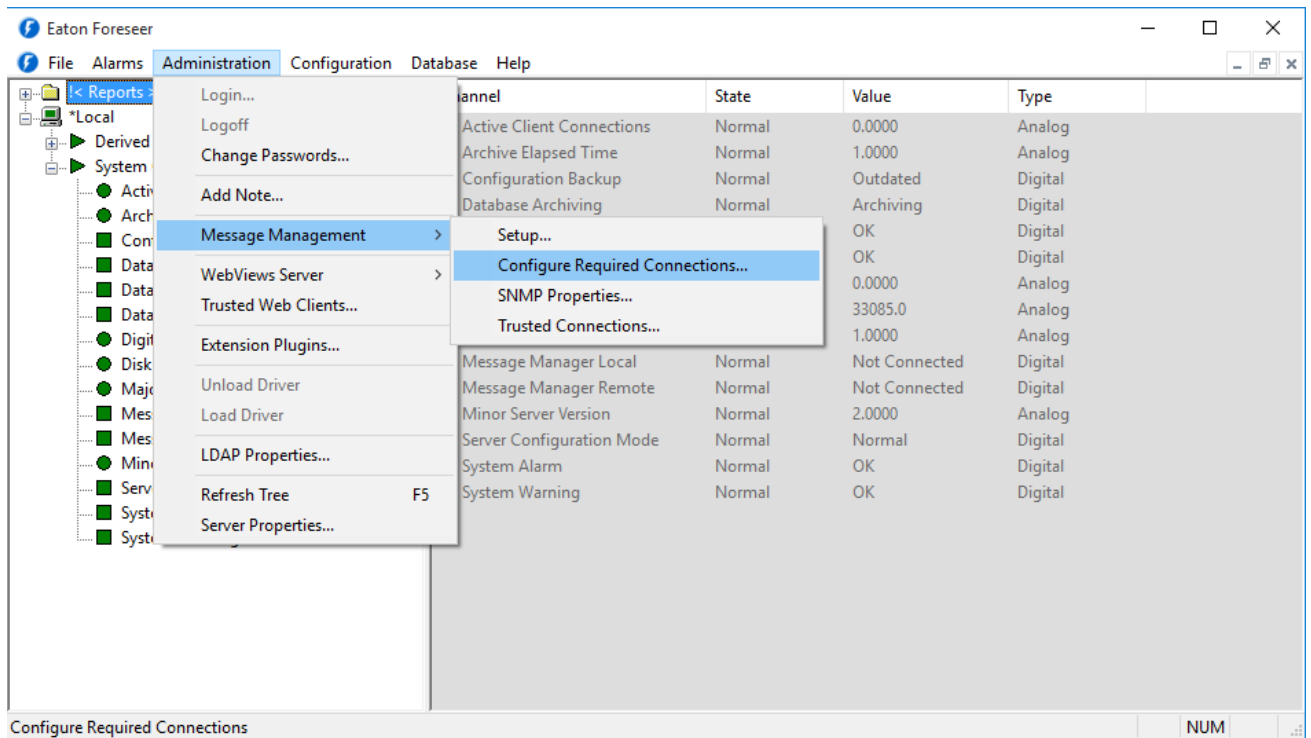 Eaton Foreseer
File Alarms Administration Configuration Database Help
!< Reports >
*Local
Derived
System
Login...
Logoff
Change Passwords...
Add Note...
Message Management
WebViews Server
Trusted Web Clients...
Extension Plugins...
Unload Driver
Load Driver
LDAP Properties...
Refresh Tree F5
Server Properties...
Setup...
Configure Required Connections...
SNMP Properties...
Trusted Connections...
State Value Type
Active Client Connections Normal 0.0000 Analog
Archive Elapsed Time Normal 1.0000 Analog
Configuration Backup Normal Outdated Digital
Database Archiving Normal Archiving Digital
OK Digital
OK Digital
0.0000 Analog
33085.0 Analog
1.0000 Analog
Message Manager Local Normal Not Connected Digital
Message Manager Remote Normal Not Connected Digital
Minor Server Version Normal 2.0000 Analog
Server Configuration Mode Normal Normal Digital
System Alarm Normal OK Digital
System Warning Normal OK Digital
Configure Required Connections
NUM